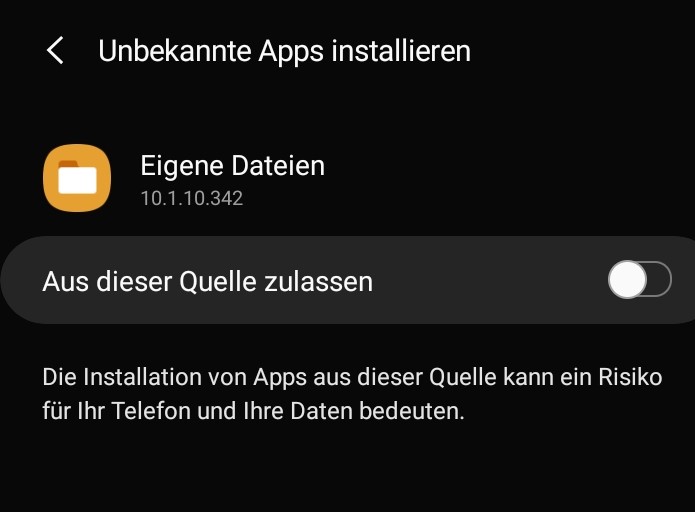 Unbekannte Apps installieren
Eigene Dateien
10.1.10.342
Aus dieser Quelle zulassen
Die Installation von Apps aus dieser Quelle kann ein Risiko
für Ihr Telefon und Ihre Daten bedeuten.